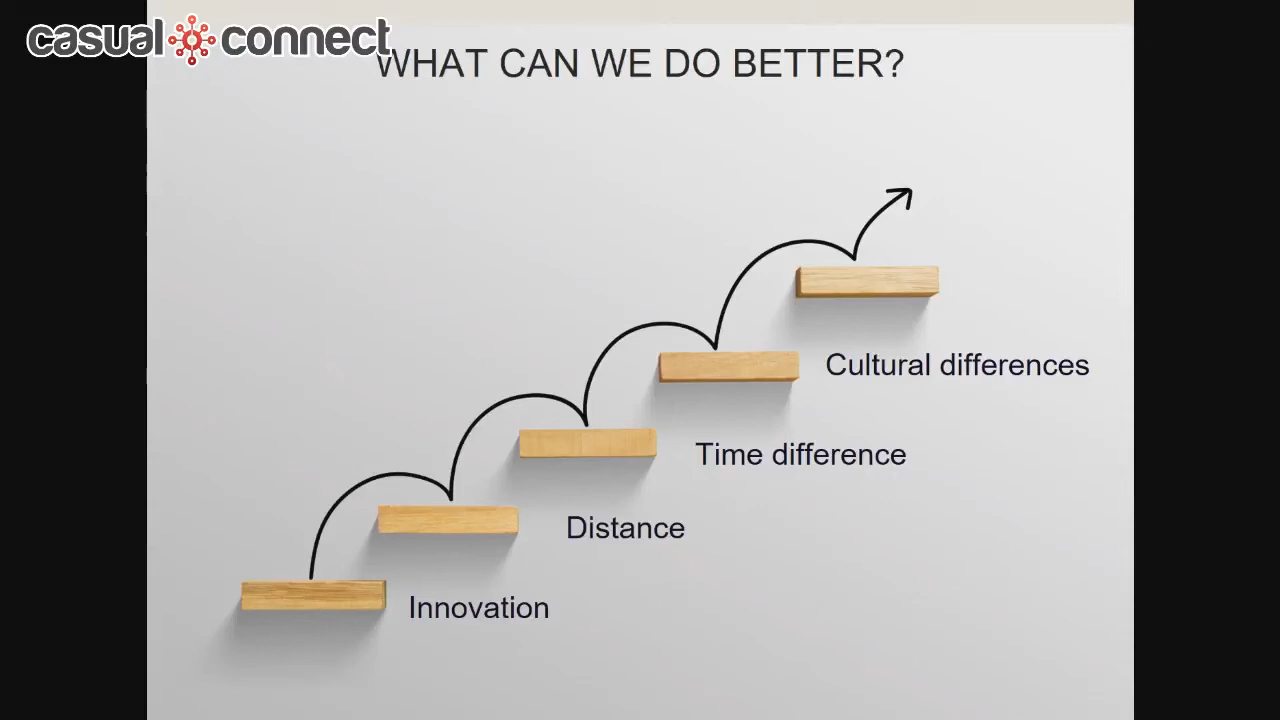 casual connect
WHAT CAN WE DO BETTER?
Cultural differences
Time difference
Distance
Innovation